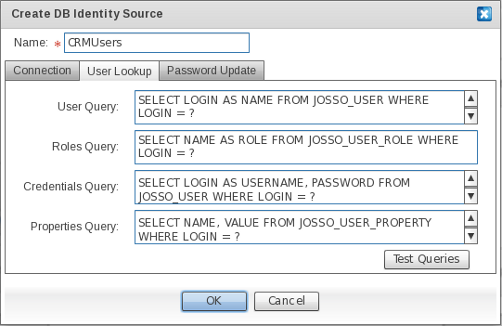 Create DB Identity Source
Name: * CRMUsers
Connection User Lookup Password Update
User Query: SELECT LOGIN AS NAME FROM JOSSO_USER WHERE
LOGIN = ?
Roles Query: SELECT NAME AS ROLE FROM JOSSO_USER_ROLE WHERE
LOGIN = ?
Credentials Query: SELECT LOGIN AS USERNAME, PASSWORD FROM
JOSSO_USER WHERE LOGIN = ?
Properties Query: SELECT NAME, VALUE FROM JOSSO_USER_PROPERTY
WHERE LOGIN = ?
Test Queries
OK Cancel